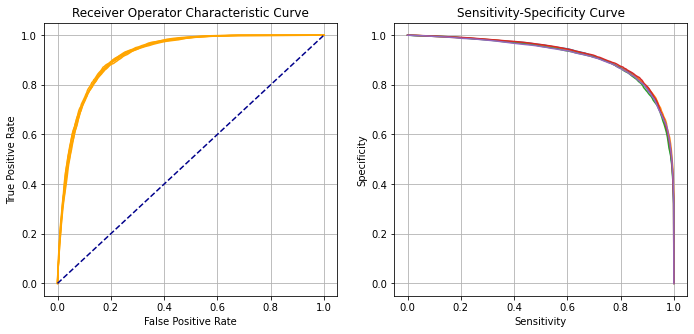 Receiver Operator Characteristic Curve
True Positive Rate
1.0
0.8
0.6
0.4
0.2
0.0
0.0 0.2 0.4 0.6 0.8 1.0
False Positive Rate
Sensitivity-Specificity Curve
Specificity
1.0
0.8
0.6
0.4
0.2
0.0
0.0 0.2 0.4 0.6 0.8 1.0
Sensitivity